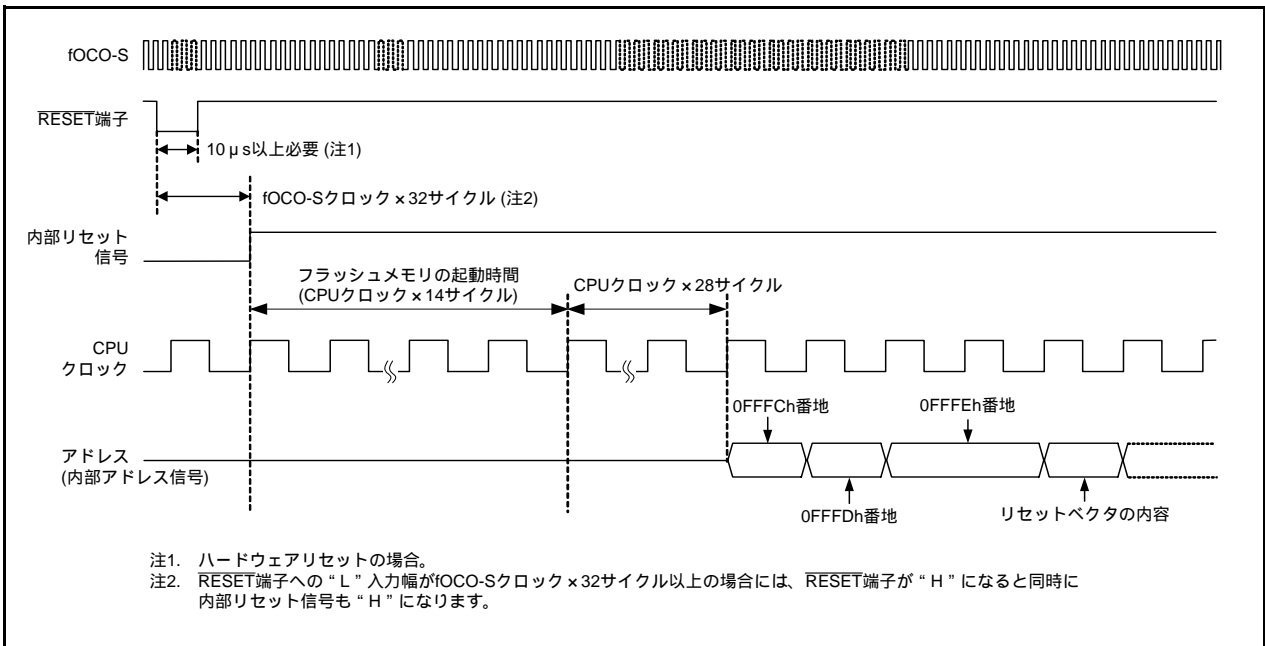 fOCO-S
RESET端子
10μs以上必要 (注1)
fOCO-Sクロック×32サイクル (注2)
内部リセット
信号
フラッシュメモリの起動時間
(CPUクロック×14サイクル)
CPUクロック×28サイクル
CPU
クロック
0FFFCh番地
0FFFEh番地
アドレス
(内部アドレス信号)
0FFFDh番地
リセットベクタの内容
注1. ハードウェアリセットの場合。
注2. RESET端子への“L”入力幅がfOCO-Sクロック×32サイクル以上の場合には、RESET端子が“H”になると同時に
内部リセット信号も“H”になります。